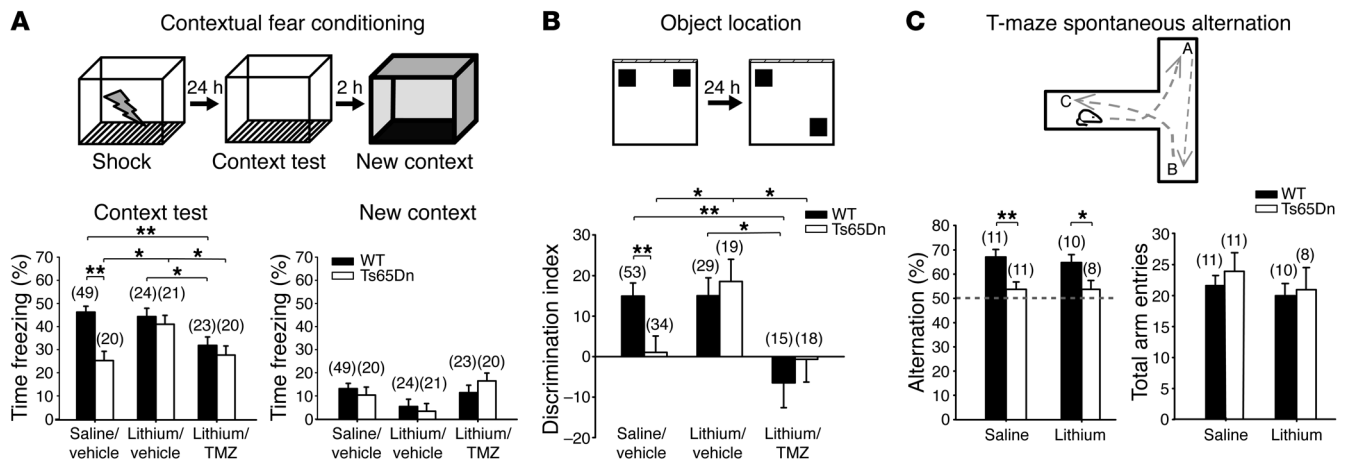 A
Contextual fear conditioning
24 h
2 h
Shock
Context test
New context
Context test
**
*
*
**
*
Time freezing (%)
70
60
50
40
30
20
10
0
(49)
(20)
(24)(21)
(23)(20)
Saline/
vehicle
Lithium/
vehicle
Lithium/
TMZ
New context
WT
Ts65Dn
Time freezing (%)
70
60
50
40
30
20
10
0
(49)(20)
(24)(21)
(23)(20)
Saline/
vehicle
Lithium/
vehicle
Lithium/
TMZ
B
Object location
24 h
*
*
**
*
**
WT
Ts65Dn
Discrimination index
30
20
10
0
−10
−20
(53)
(34)
(29)
(19)
(15)
(18)
Saline/
vehicle
Lithium/
vehicle
Lithium/
TMZ
C
T-maze spontaneous alternation
A
C
B
WT
Ts65Dn
Alternation (%)
80
70
60
50
40
30
20
10
0
**
*
(11)
(11)
(10)
(8)
Saline
Lithium
Total arm entries
30
25
20
15
10
5
0
(11)
(11)
(10)
(8)
Saline
Lithium